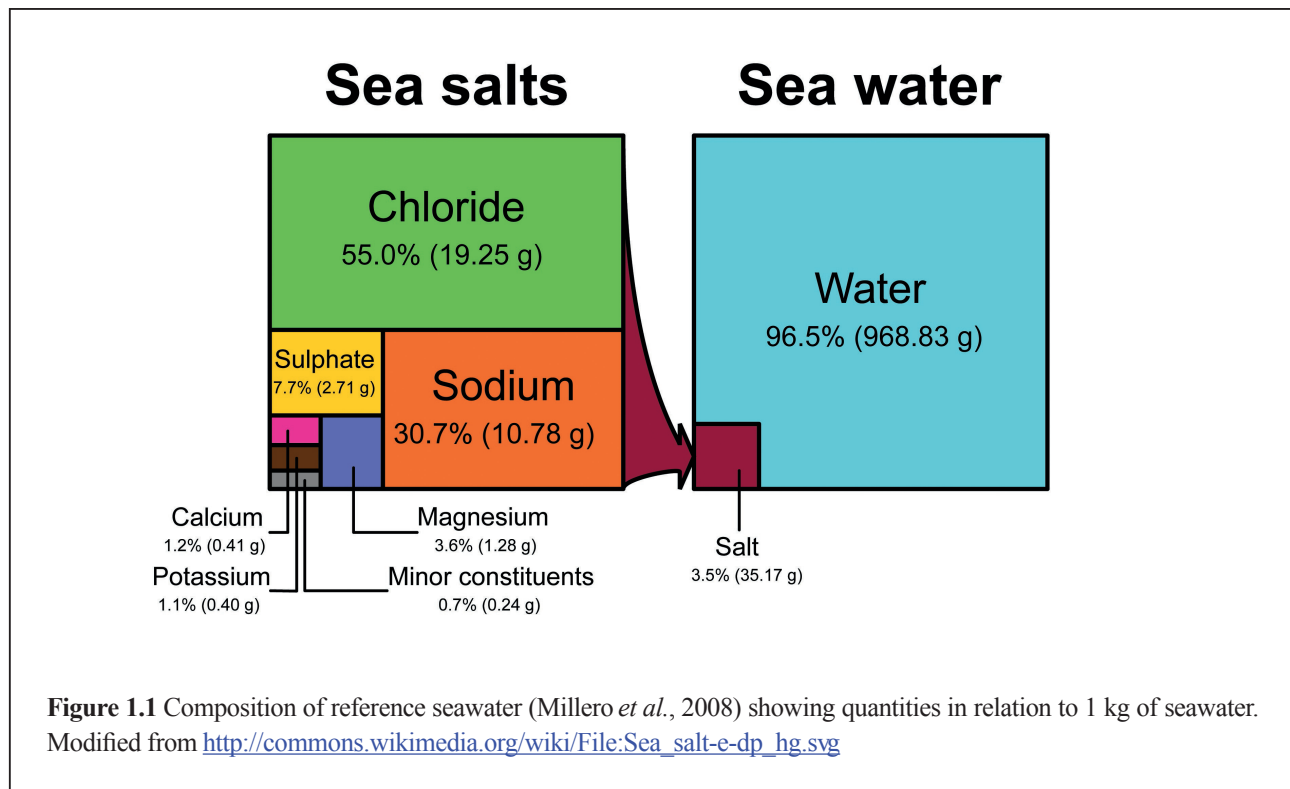 Sea salts
Sea water
Chloride
55.0% (19.25 g)
Water
96.5% (968.83 g)
Sulphate
7.7% (2.71 g)
Sodium
30.7% (10.78 g)
Calcium
1.2% (0.41 g)
Magnesium
3.6% (1.28 g)
Salt
3.5% (35.17 g)
Potassium
1.1% (0.40 g)
Minor constituents
0.7% (0.24 g)
Figure 1.1 Composition of reference seawater (Millero et al., 2008) showing quantities in relation to 1 kg of seawater.
Modified from http://commons.wikimedia.org/wiki/File:Sea_salt-e-dp_hg.svg